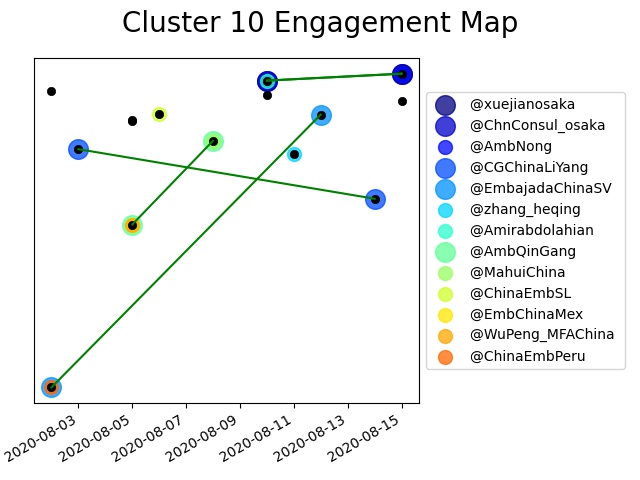 Cluster 10 Engagement Map
@xuejianosaka
@ChnConsul_osaka
@AmbNong
@CGChinaLiYang
@EmbajadaChinaSV
@zhang_heqing
@Amirabdolahian
@AmbQinGang
@MahuiChina
@ChinaEmbSL
@EmbChinaMex
@WuPeng_MFAChina
@ChinaEmbPeru
2020-08-03
2020-08-05
2020-08-07
2020-08-09
2020-08-11
2020-08-13
2020-08-15